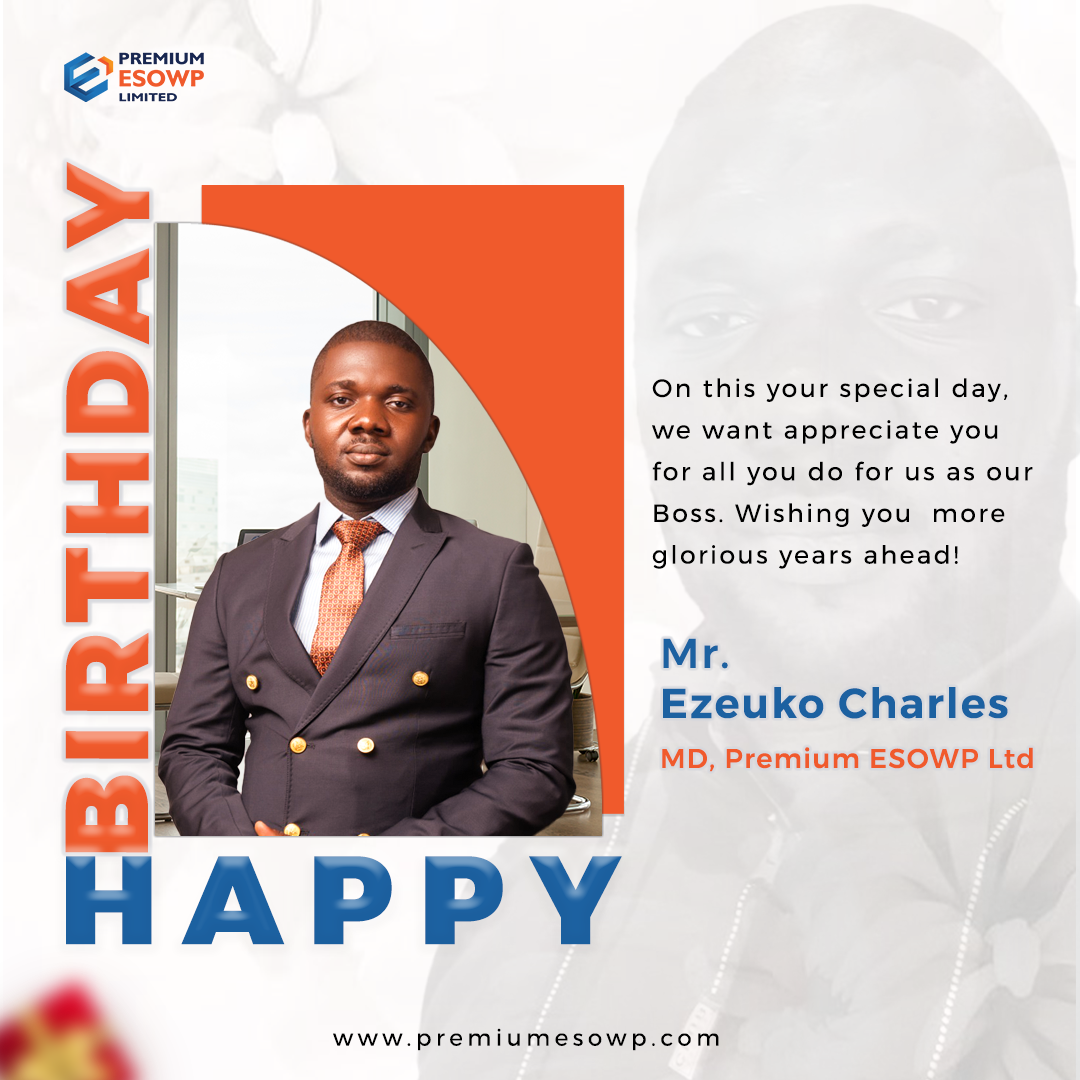 PREMIUM
ESOWP
LIMITED
HAPPY
BIRTHDAY
On this your special day,
we want appreciate you
for all you do for us as our
Boss. Wishing you  more
glorious years ahead!
Mr.
Ezeuko Charles
MD, Premium ESOWP Ltd
www.premiumesowp.com